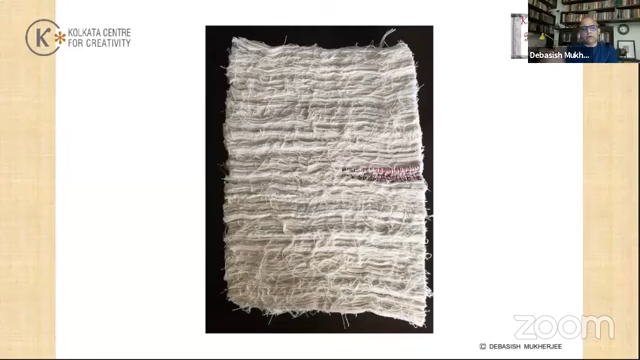 K*
KOLKATA CENTRE
FOR CREATIVITY
Debasish Mukh...
zoom
© DEBASISH MUKHERJEE